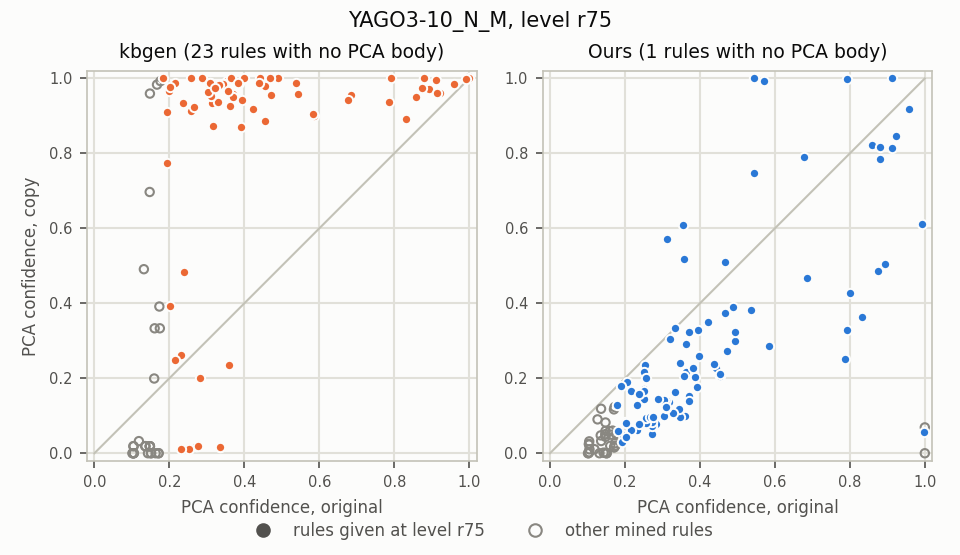 YAGO3-10_N_M, level r75
kbgen (23 rules with no PCA body)
Ours (1 rules with no PCA body)
PCA confidence, copy
1.0
0.8
0.6
0.4
0.2
0.0
1.0
0.8
0.6
0.4
0.2
0.0
0.0 0.2 0.4 0.6 0.8 1.0
0.0 0.2 0.4 0.6 0.8 1.0
PCA confidence, original
PCA confidence, original
rules given at level r75
other mined rules